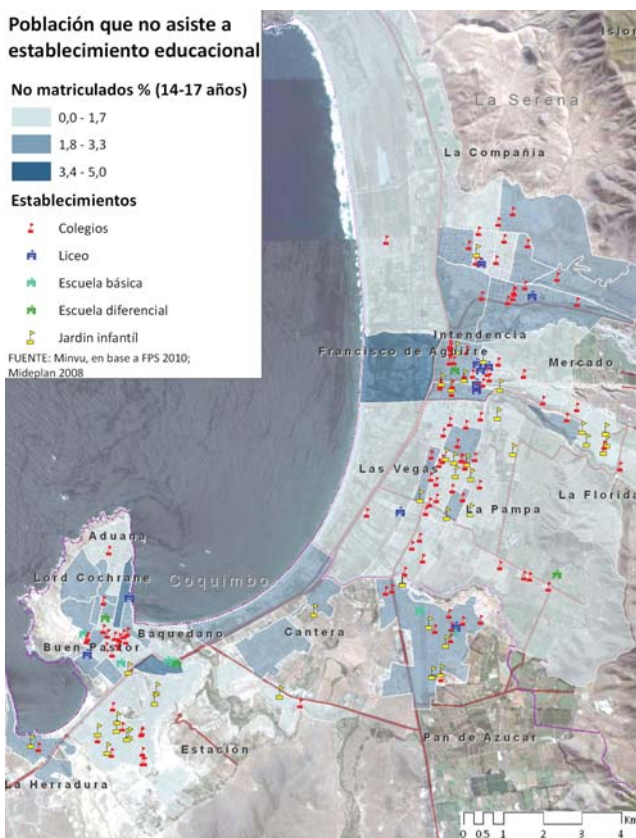 Población que no asiste a
establecimiento educacional
No matriculados % (14-17 años)
0,0 - 1,7
1,8 - 3,3
3,4 - 5,0
Establecimientos
Colegios
Liceo
Escuela básica
Escuela diferencial
Jardin infantíl
FUENTE: Minvu, en base a FPS 2010;
Mideplan 2008
Islon
La Serena
La Compañía
Intendencia
Francisco de Aguirre
Mercado
Las Vegas
La Florida
La Pampa
Aduana
Lord Cochrane
Coquimbo
Baquedano
Cantera
Buen Pastor
Pan de Azucar
Estación
La Herradura
Km
0 0,5 1 2 3 4